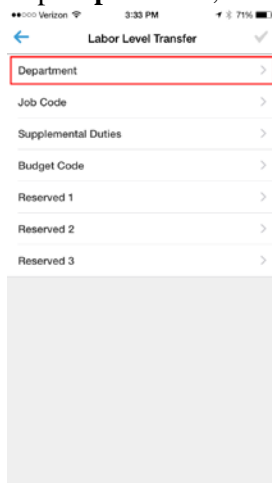 Verizon 3:33 PM 71%
Labor Level Transfer
Department
Job Code
Supplemental Duties
Budget Code
Reserved 1
Reserved 2
Reserved 3